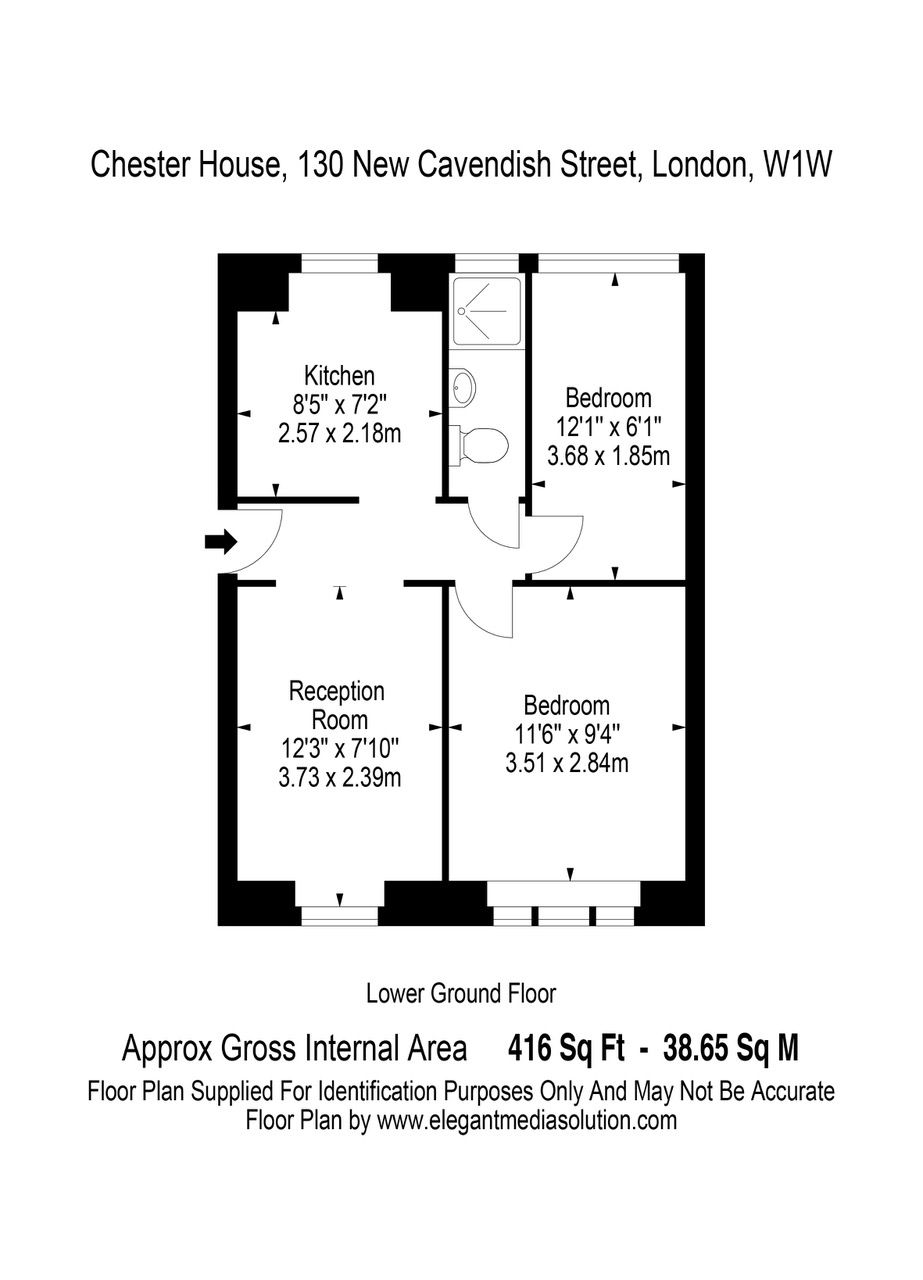 Chester House, 130 New Cavendish Street, London, W1W
Kitchen
8'5" x 7'2"
2.57 x 2.18m
Bedroom
12'1" x 6'1"
3.68 x 1.85m
Reception
Room
12'3" x 7'10"
3.73 x 2.39m
Bedroom
11'6" x 9'4"
3.51 x 2.84m
Lower Ground Floor
Approx Gross Internal Area 416 Sq Ft - 38.65 Sq M
Floor Plan Supplied For Identification Purposes Only And May Not Be Accurate
Floor Plan by www.elegantmediasolution.com